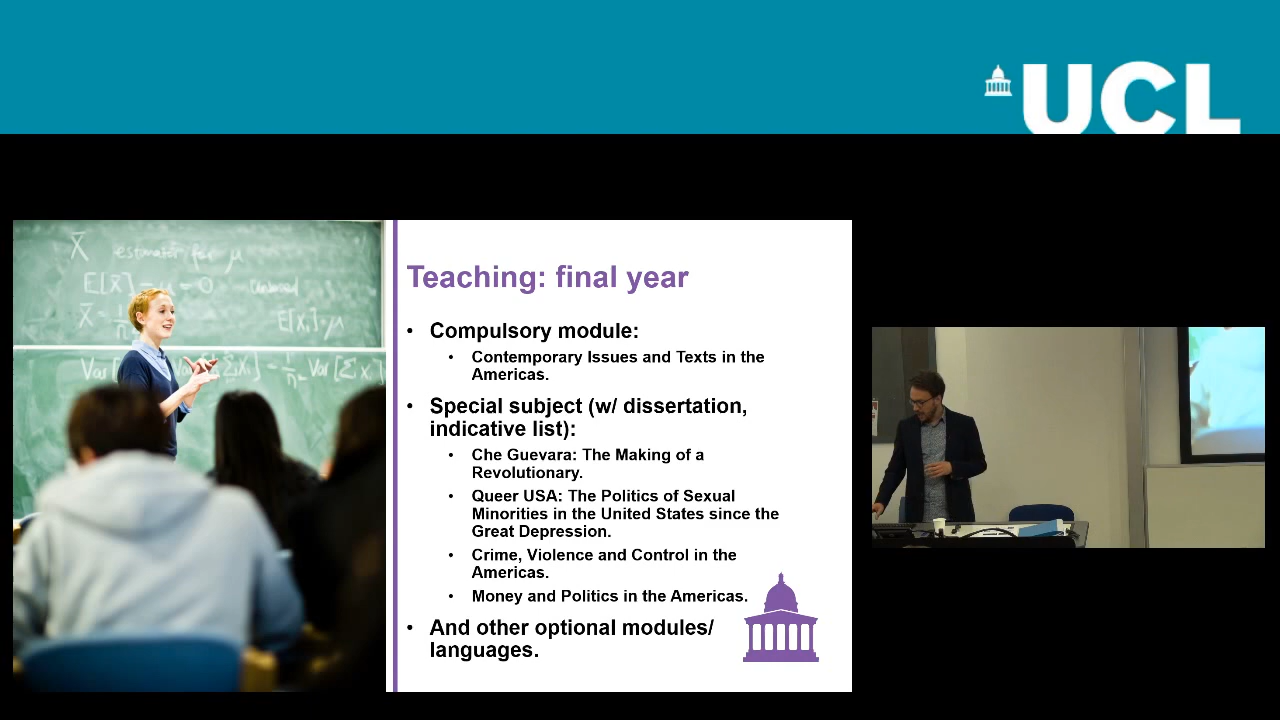 UCL
X̄ estimator for μ
E[X̄] - μ = 0
E[X̄]=μ
Teaching: final year
• Compulsory module:
• Contemporary Issues and Texts in the
Americas.
• Special subject (w/ dissertation,
indicative list):
• Che Guevara: The Making of a
Revolutionary.
• Queer USA: The Politics of Sexual
Minorities in the United States since the
Great Depression.
• Crime, Violence and Control in the
Americas.
• Money and Politics in the Americas.
• And other optional modules/
languages.